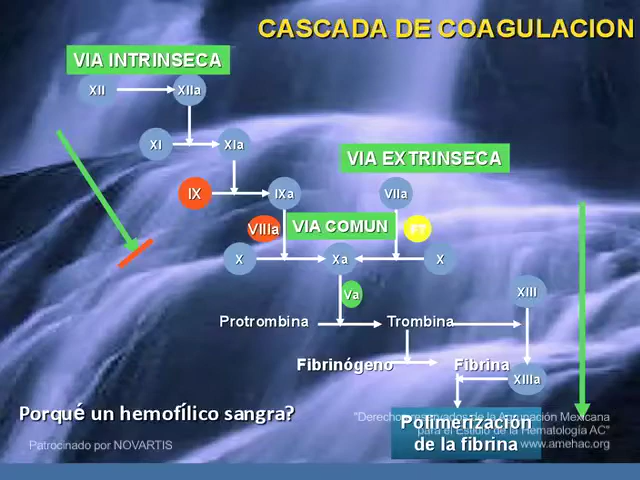 CASCADA DE COAGULACION
VIA INTRINSECA
XII
XIIa
XI
XIa
VIA EXTRINSECA
IX
IXa
VIIa
VIIIa
VIA COMUN
FT
X
Xa
X
Va
XIII
Protrombina
Trombina
Fibrinógeno
Fibrina
XIIIa
Porqué un hemofílico sangra?
"Derechos reservados de la Agrupación Mexicana
para el Estudio de la Hematología AC"
www.amehac.org
Polimerización
de la fibrina
Patrocinado por NOVARTIS